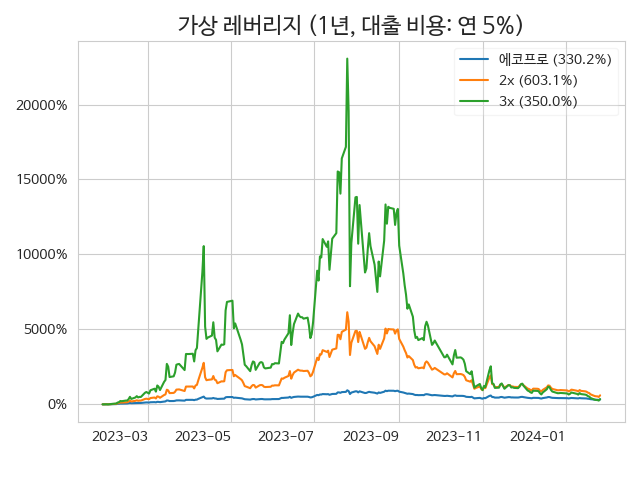 가상 레버리지 (1년, 대출 비용: 연 5%)
에코프로 (330.2%)
2x (603.1%)
3x (350.0%)
20000%
15000%
10000%
5000%
0%
2023-03 2023-05 2023-07 2023-09 2023-11 2024-01